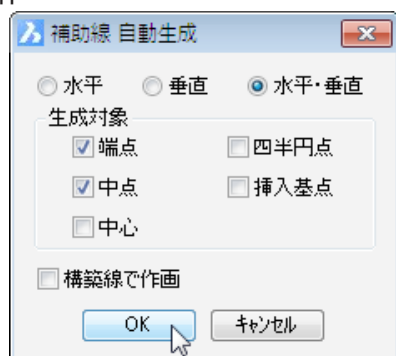 補助線 自動生成
水平 垂直 水平・垂直
生成対象
端点 四半円点
中点 挿入基点
中心
構築線で作画
OK キャンセル